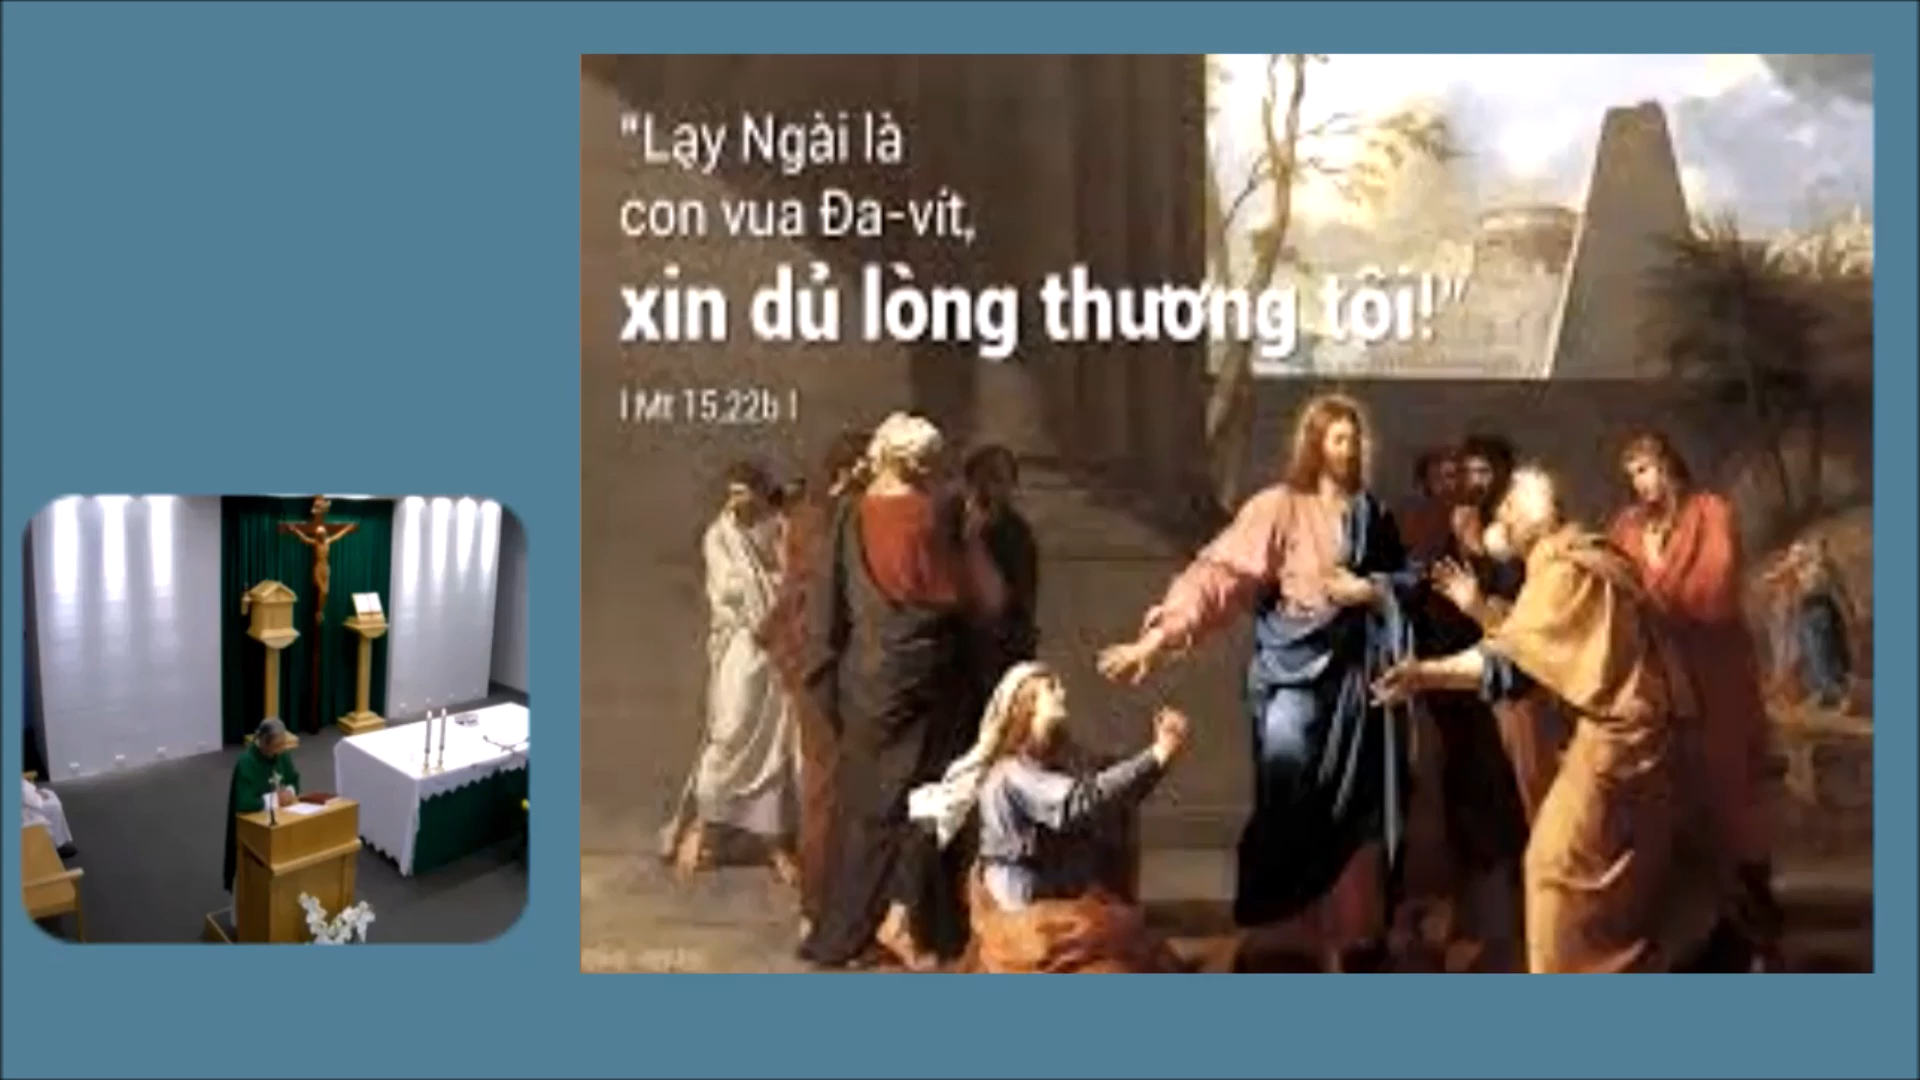 "Lạy Ngài là
con vua Đa-vít,
xin dủ lòng thương tôi!"
| Mt 15,22b |